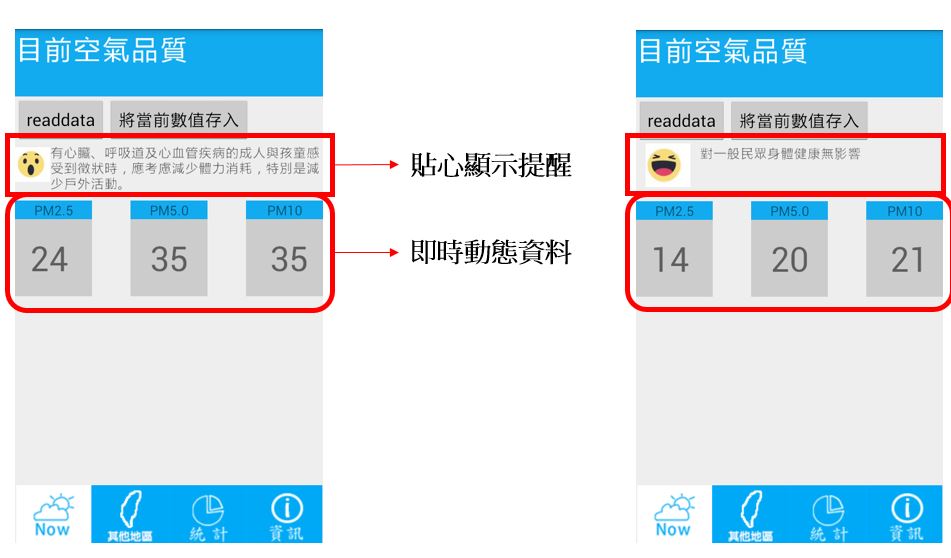 目前空氣品質
readdata
將當前數值存入
有心臟、呼吸道及心血管疾病的成人與孩童感
受到徵狀時，應考慮減少體力消耗，特別是減
少戶外活動。
PM2.5
PM5.0
PM10
24
35
35
Now
其他地區
統計
資訊
貼心顯示提醒
即時動態資料
目前空氣品質
readdata
將當前數值存入
對一般民眾身體健康無影響
PM2.5
PM5.0
PM10
14
20
21
Now
其他地區
統計
資訊